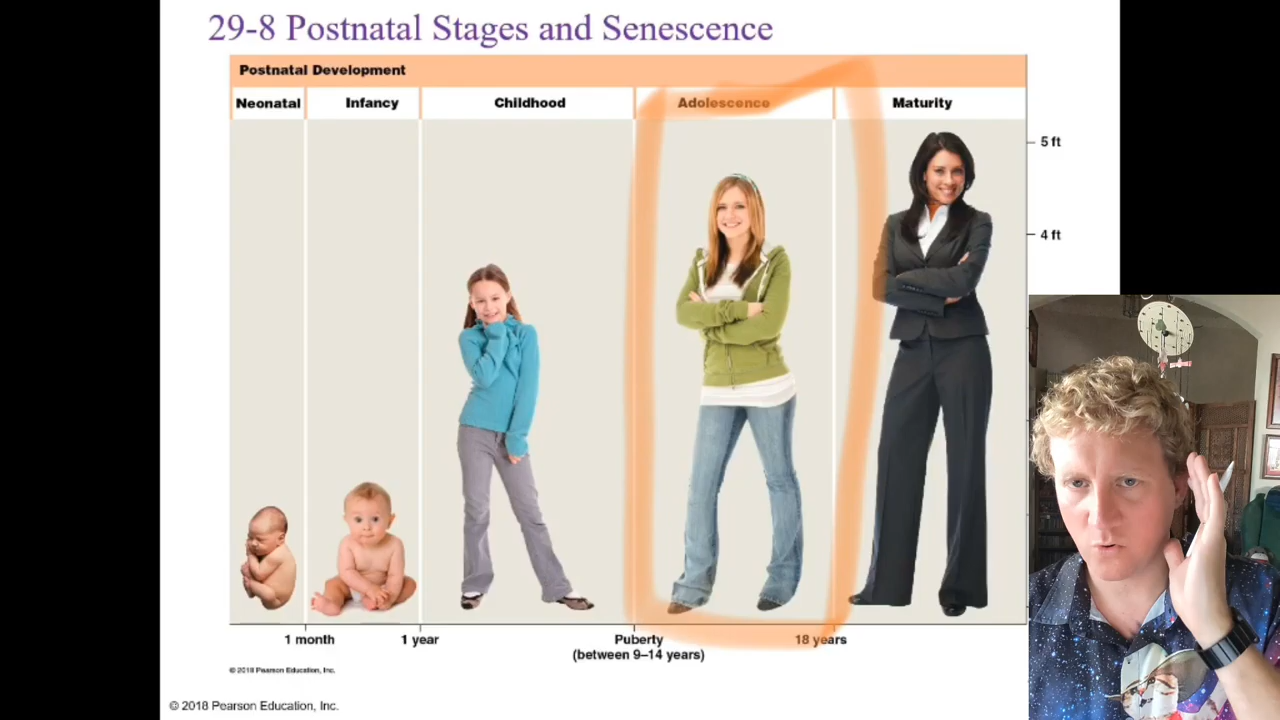 29-8 Postnatal Stages and Senescence
Postnatal Development
Neonatal Infancy Childhood Adolescence Maturity
5 ft
4 ft
1 month 1 year Puberty 18 years
(between 9–14 years)
© 2018 Pearson Education, Inc.
© 2018 Pearson Education, Inc.